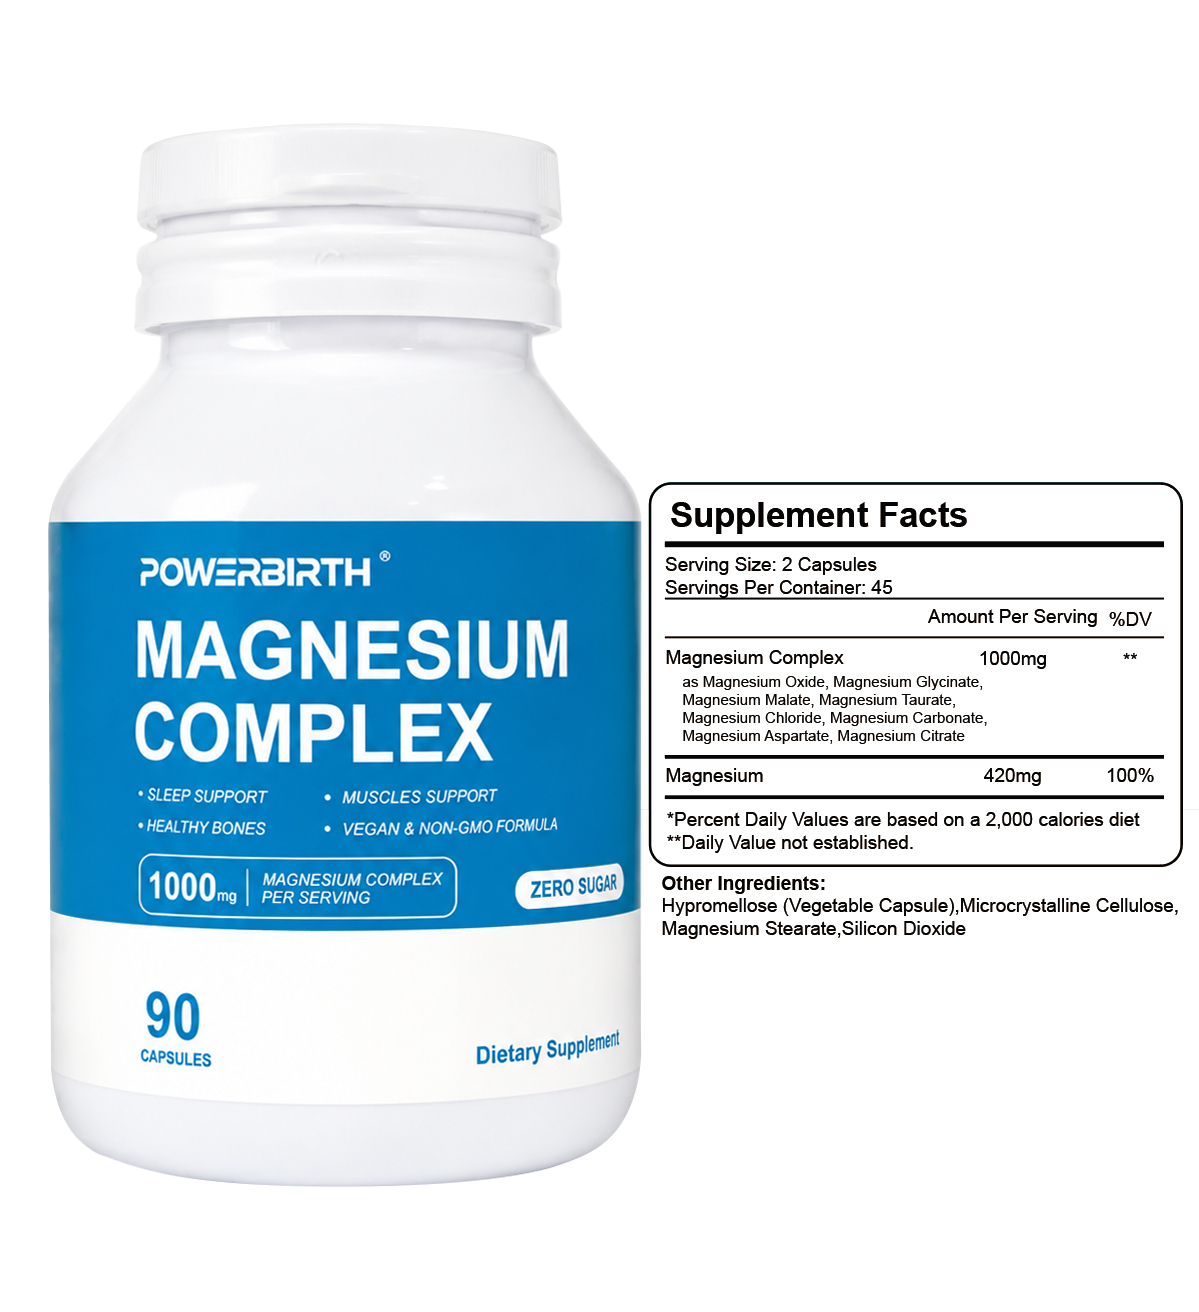 POWERBIRTH®
MAGNESIUM
COMPLEX
• SLEEP SUPPORT
• MUSCLES SUPPORT
• HEALTHY BONES
• VEGAN & NON-GMO FORMULA
1000mg
MAGNESIUM COMPLEX
PER SERVING
ZERO SUGAR
90
CAPSULES
Dietary Supplement
Supplement Facts
Serving Size: 2 Capsules
Servings Per Container: 45
Amount Per Serving %DV
Magnesium Complex 1000mg **
as Magnesium Oxide, Magnesium Glycinate,
Magnesium Malate, Magnesium Taurate,
Magnesium Chloride, Magnesium Carbonate,
Magnesium Aspartate, Magnesium Citrate
Magnesium 420mg 100%
*Percent Daily Values are based on a 2,000 calories diet
**Daily Value not established.
Other Ingredients:
Hypromellose (Vegetable Capsule),Microcrystalline Cellulose,
Magnesium Stearate,Silicon Dioxide